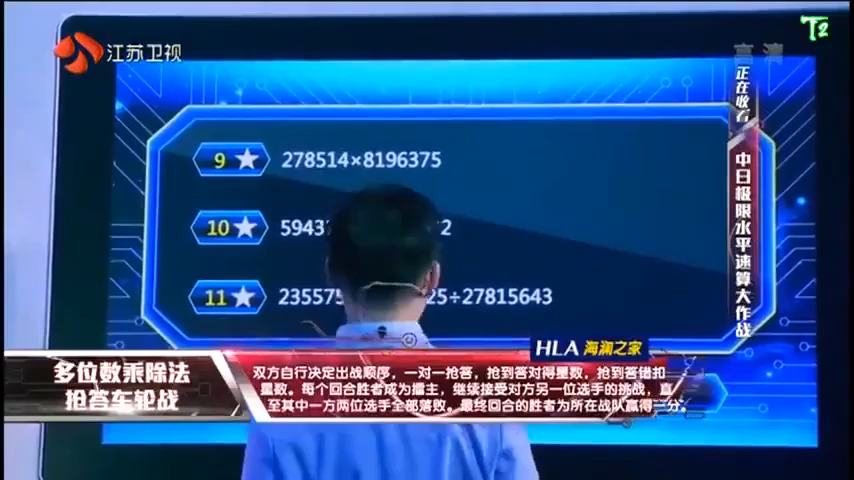 江苏卫视
T2
高清
正在收看
中日极限水平速算大作战
9★ 278514×8196375
10★ 5943 2
11★ 235575 25÷27815643
HLA 海澜之家
多位数乘除法
抢答车轮战
双方自行决定出战顺序，一对一抢答，抢到答对得星数，抢到答错扣
星数。每个回合胜者成为擂主，继续接受对方另一位选手的挑战，直
至其中一方两位选手全部落败。最终回合的胜者为所在战队赢得一分。